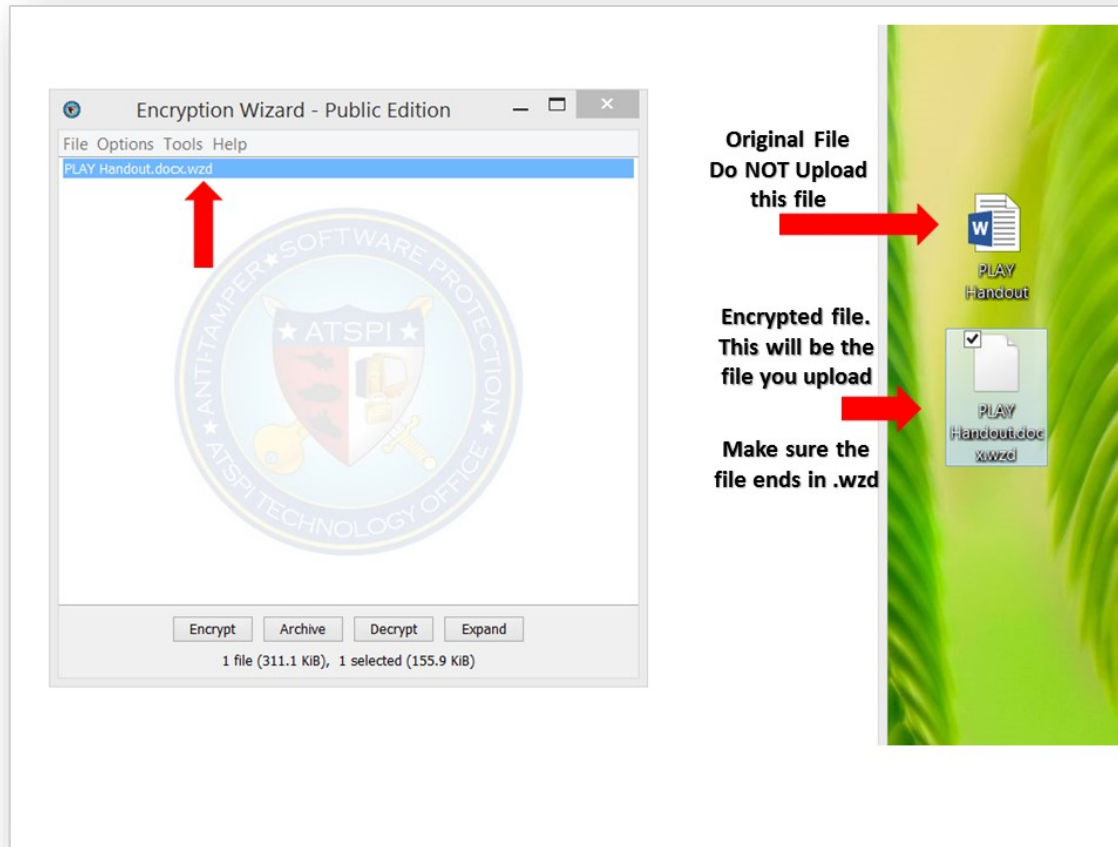 Encryption Wizard - Public Edition
File Options Tools Help
PLAY Handout.docx.wzd
ANTI-TAMPER ★ SOFTWARE PROTECTION
★ ATSPI ★
★ ATSPI TECHNOLOGY OFFICE ★
Encrypt Archive Decrypt Expand
1 file (311.1 KiB), 1 selected (155.9 KiB)
Original File
Do NOT Upload
this file
W
PLAY
Handout
Encrypted file.
This will be the
file you upload
PLAY
Handout.doc
x.wzd
Make sure the
file ends in .wzd